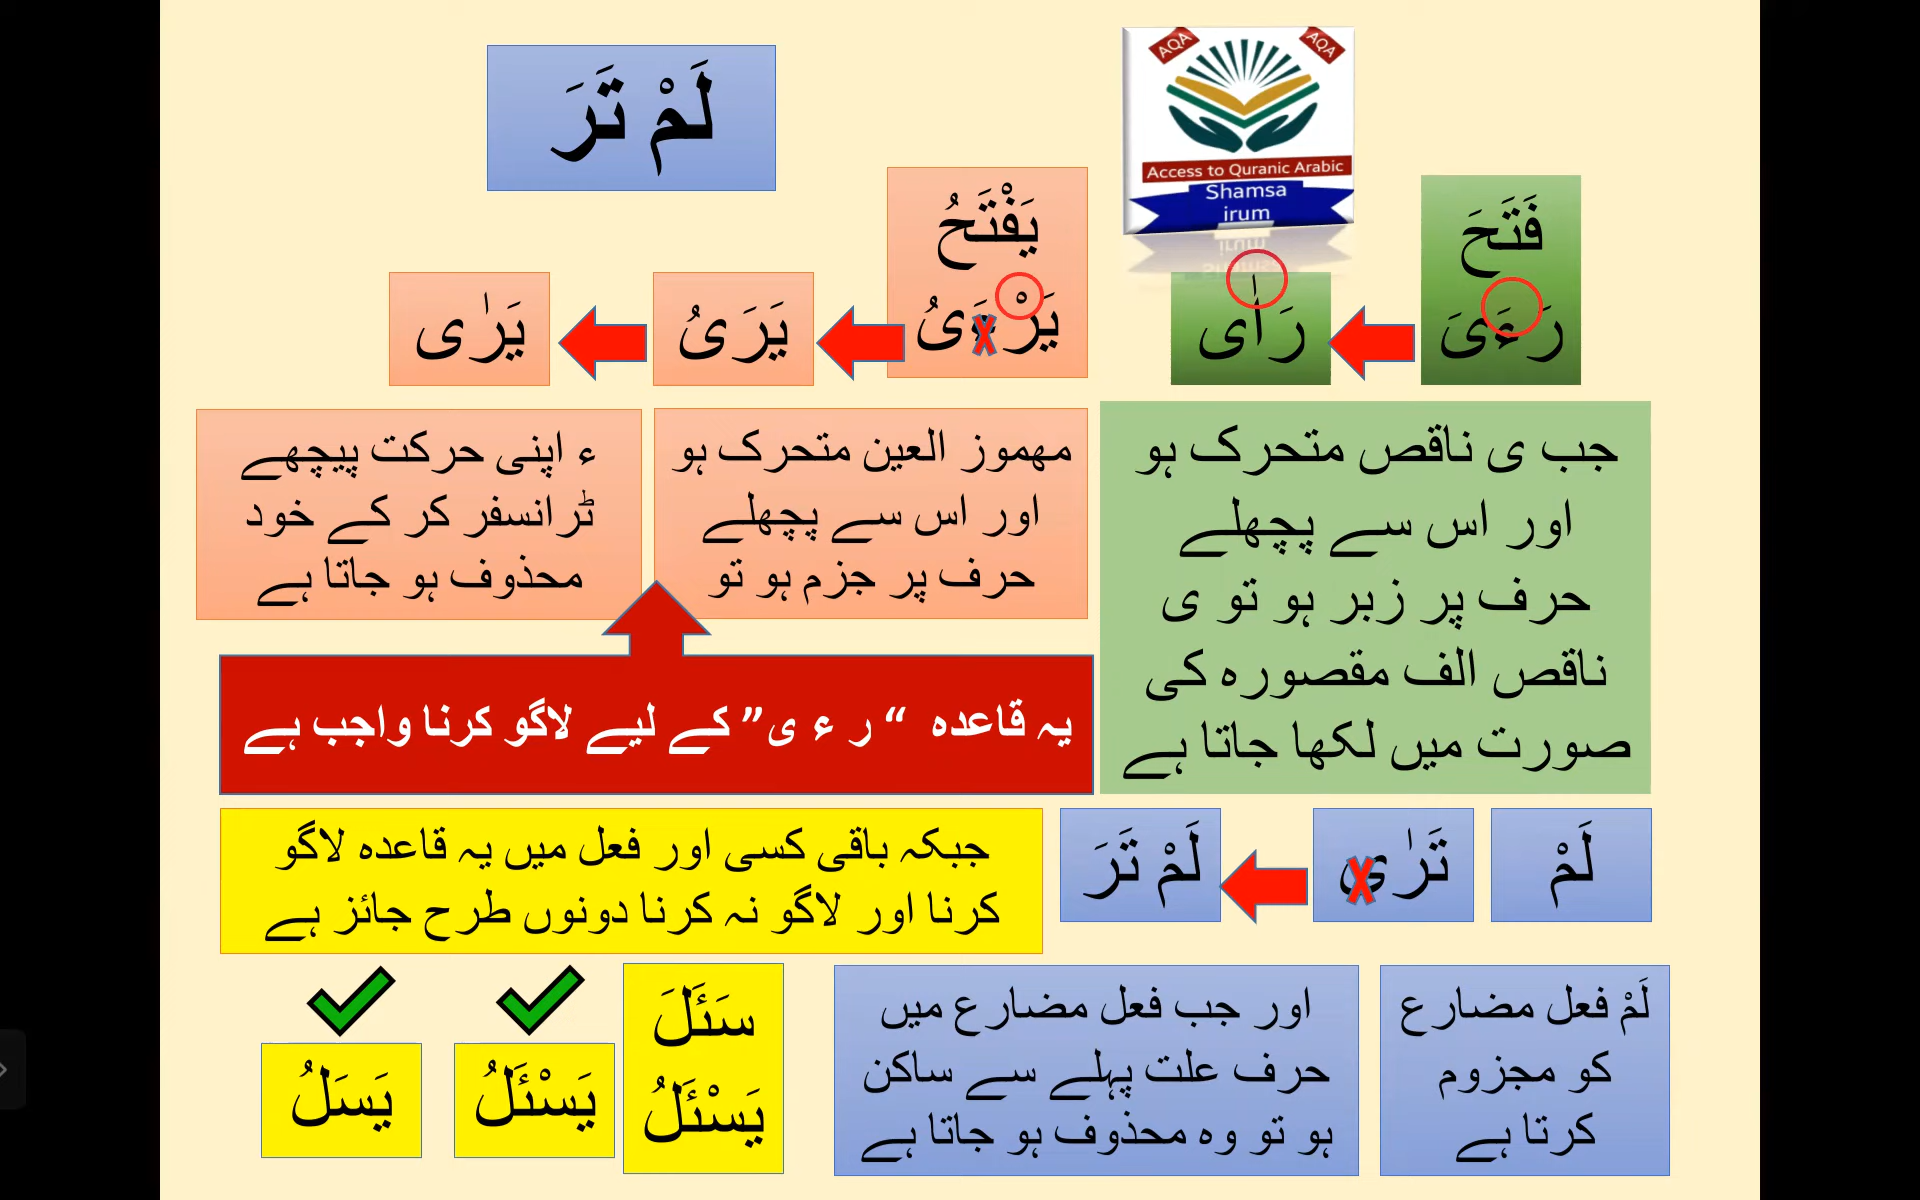 لَمْ تَرَ
AQA AQA
Access to Quranic Arabic
Shamsa
irum
فَتَحَ
رَءَیَ
رَاٰی
یَفْتَحُ
یَرْءَیُ
یَرَیُ
یَرٰی
جب ی ناقص متحرک ہو
اور اس سے پچھلے
حرف پر زبر ہو تو ی
ناقص الف مقصورہ کی
صورت میں لکھا جاتا ہے
مهموز العین متحرک ہو
اور اس سے پچھلے
حرف پر جزم ہو تو
ء اپنی حرکت پیچھے
ٹرانسفر کر کے خود
محذوف ہو جاتا ہے
یہ قاعدہ “ ر ء ی” کے لیے لاگو کرنا واجب ہے
لَمْ
تَرٰی
لَمْ تَرَ
جبکہ باقی کسی اور فعل میں یہ قاعدہ لاگو
کرنا اور لاگو نہ کرنا دونوں طرح جائز ہے
لَمْ فعل مضارع
کو مجزوم
کرتا ہے
اور جب فعل مضارع میں
حرف علت پہلے سے ساکن
ہو تو وہ محذوف ہو جاتا ہے
سَئَلَ
یَسْئَلُ
یَسْئَلُ
یَسَلُ